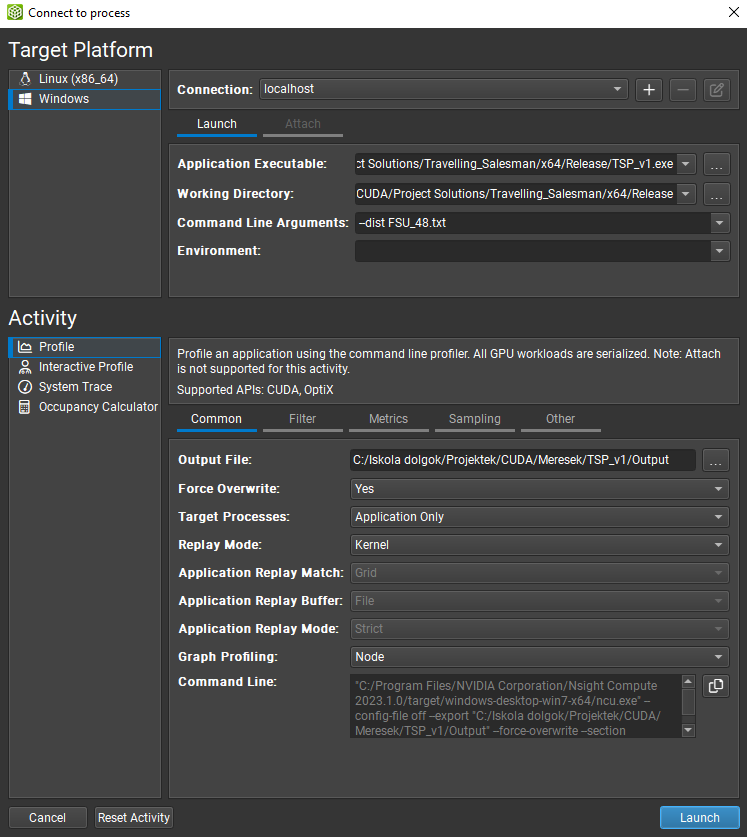 Connect to process
Target Platform
Linux (x86_64)
Windows
Connection: localhost
Launch Attach
Application Executable: ct Solutions/Travelling_Salesman/x64/Release/TSP_v1.exe ...
Working Directory: CUDA/Project Solutions/Travelling_Salesman/x64/Release ...
Command Line Arguments: --dist FSU_48.txt
Environment:
Activity
Profile
Interactive Profile
System Trace
Occupancy Calculator
Profile an application using the command line profiler. All GPU workloads are serialized. Note: Attach
is not supported for this activity.
Supported APIs: CUDA, OptiX
Common Filter Metrics Sampling Other
Output File: C:/Iskola dolgok/Projektek/CUDA/Meresek/TSP_v1/Output ...
Force Overwrite: Yes
Target Processes: Application Only
Replay Mode: Kernel
Application Replay Match: Grid
Application Replay Buffer: File
Application Replay Mode: Strict
Graph Profiling: Node
Command Line: "C:/Program Files/NVIDIA Corporation/Nsight Compute
2023.1.0/target/windows-desktop-win7-x64/ncu.exe" --
config-file off --export "C:/Iskola dolgok/Projektek/CUDA/
Meresek/TSP_v1/Output" --force-overwrite --section
Cancel Reset Activity Launch